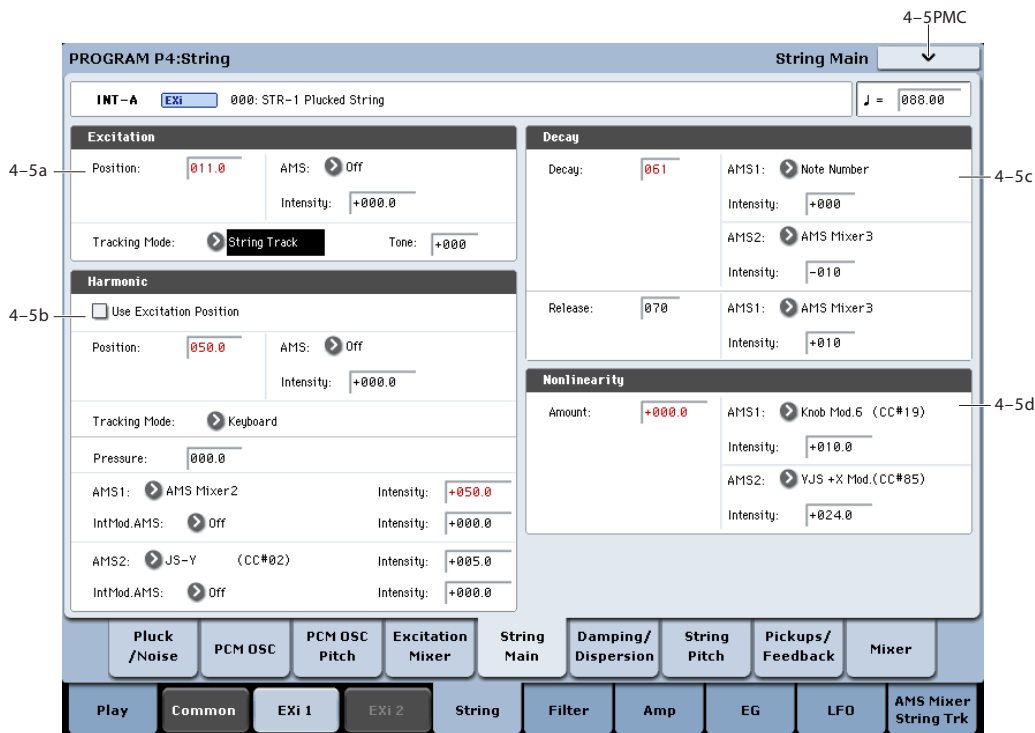 4–5PMC
PROGRAM P4:String
String Main
INT–A EXi 000: STR–1 Plucked String
♩ = 088.00
Excitation
4–5a
Position: 011.0 AMS: Off
Intensity: +000.0
Tracking Mode: String Track Tone: +000
Harmonic
4–5b
Use Excitation Position
Position: 050.0 AMS: Off
Intensity: +000.0
Tracking Mode: Keyboard
Pressure: 000.0
AMS1: AMS Mixer2 Intensity: +050.0
IntMod.AMS: Off Intensity: +000.0
AMS2: JS–Y (CC#02) Intensity: +005.0
IntMod.AMS: Off Intensity: +000.0
Decay
Decay: 061 AMS1: Note Number
4–5c
Intensity: +000
AMS2: AMS Mixer3
Intensity: –010
Release: 070 AMS1: AMS Mixer3
Intensity: +010
Nonlinearity
Amount: +000.0 AMS1: Knob Mod.6 (CC#19)
4–5d
Intensity: +010.0
AMS2: VJS +X Mod.(CC#85)
Intensity: +024.0
Pluck
/Noise
PCM OSC
PCM OSC
Pitch
Excitation
Mixer
String
Main
Damping/
Dispersion
String
Pitch
Pickups/
Feedback
Mixer
Play
Common
EXi 1
EXi 2
String
Filter
Amp
EG
LFO
AMS Mixer
String Trk